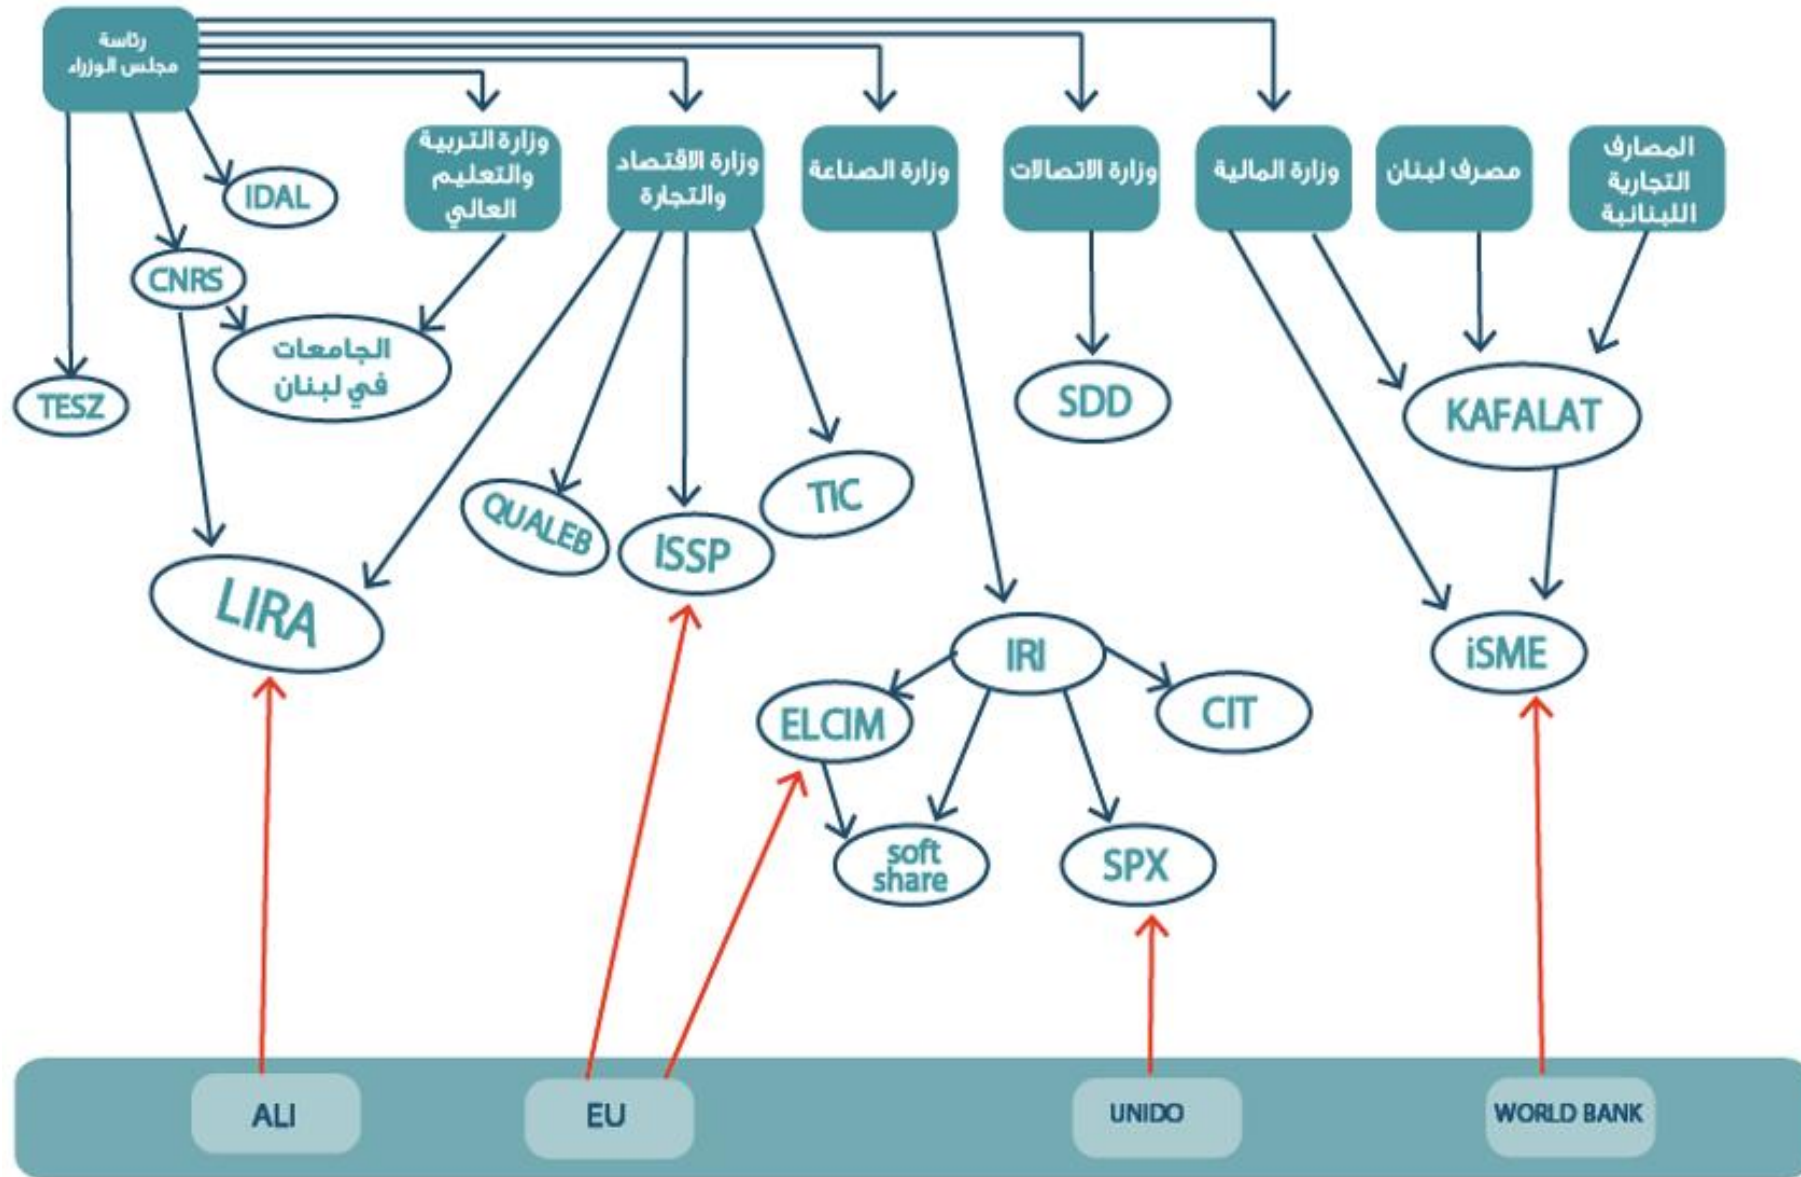 رئاسة
مجلس الوزراء
وزارة التربية
والتعليم
العالي
وزارة الاقتصاد
والتجارة
وزارة الصناعة
وزارة الاتصالات
وزارة المالية
مصرف لبنان
المصارف
التجارية
اللبنانية
IDAL
CNRS
الجامعات
في لبنان
TESZ
SDD
KAFALAT
QUALEB
ISSP
TIC
LIRA
IRI
iSME
ELCIM
CIT
soft
share
SPX
ALI
EU
UNIDO
WORLD BANK